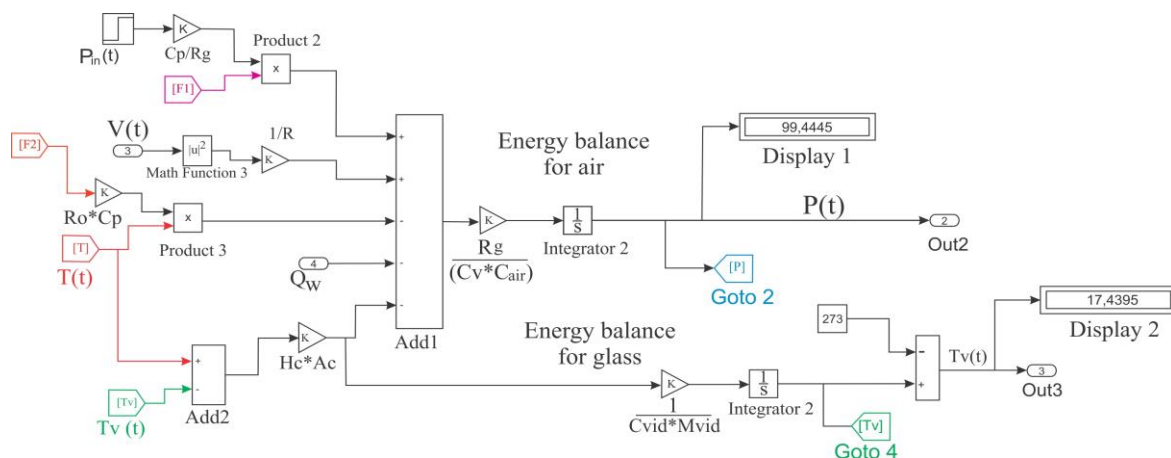 Pin(t)
K
Cp/Rg
Product 2
x
[F1]
V(t)
3
|u|²
Math Function 3
1/R
K
[F2]
K
Ro*Cp
x
Product 3
[T]
T(t)
4
Qw
+
+
-
-
-
Add1
K
Rg
(Cv*Cair)
Energy balance
for air
1
s
Integrator 2
99,4445
Display 1
P(t)
2
Out2
[P]
Goto 2
+
-
Add2
[Tv]
Tv (t)
K
Hc*Ac
Energy balance
for glass
K
1
Cvid*Mvid
1
s
Integrator 2
[Tv]
Goto 4
273
-
+
Tv(t)
17,4395
Display 2
3
Out3